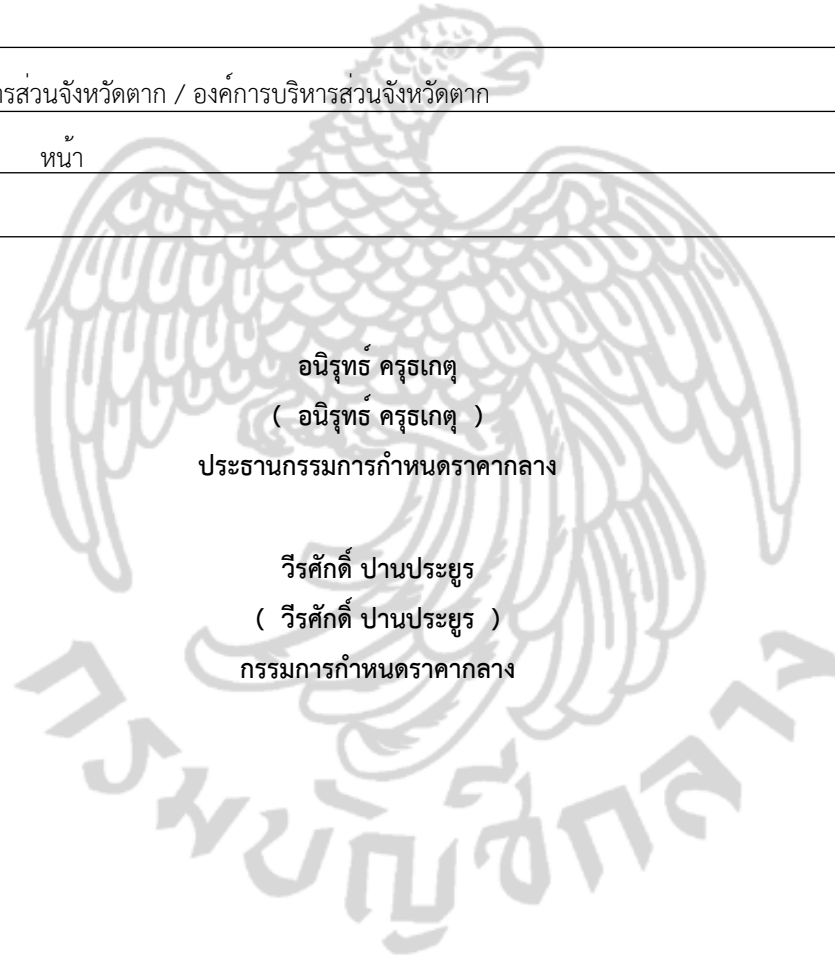 ารส่วนจังหวัดตาก / องค์การบริหารส่วนจังหวัดตาก
หน้า
อนิรุทธ์ ครุธเกตุ
( อนิรุทธ์ ครุธเกตุ )
ประธานกรรมการกำหนดราคากลาง
วีรศักดิ์ ปานประยูร
( วีรศักดิ์ ปานประยูร )
กรรมการกำหนดราคากลาง
กรมบัญชีกลาง